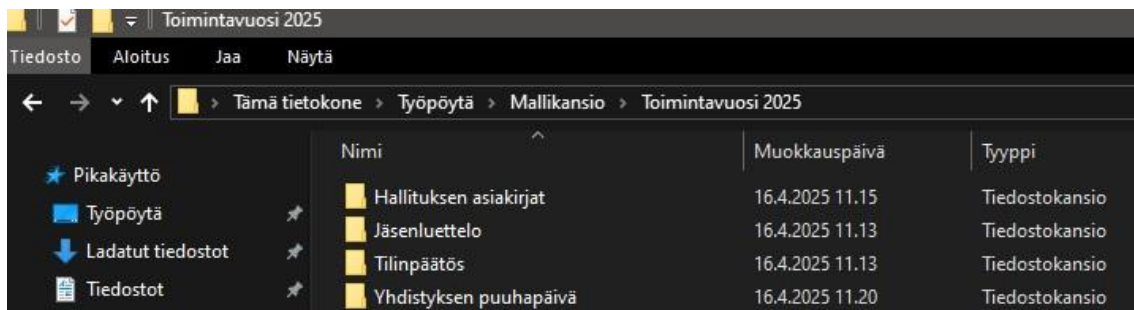 Toimintavuosi 2025
Tiedosto Aloitus Jaa Näytä
Tämä tietokone > Työpöytä > Mallikansio > Toimintavuosi 2025
Nimi Muokkauspäivä Tyyppi
Pikakäyttö
Hallituksen asiakirjat 16.4.2025 11.15 Tiedostokansio
Työpöytä
Jäsenluettelo 16.4.2025 11.13 Tiedostokansio
Ladatut tiedostot
Tilinpäätös 16.4.2025 11.13 Tiedostokansio
Tiedostot
Yhdistyksen puuhapäivä 16.4.2025 11.20 Tiedostokansio